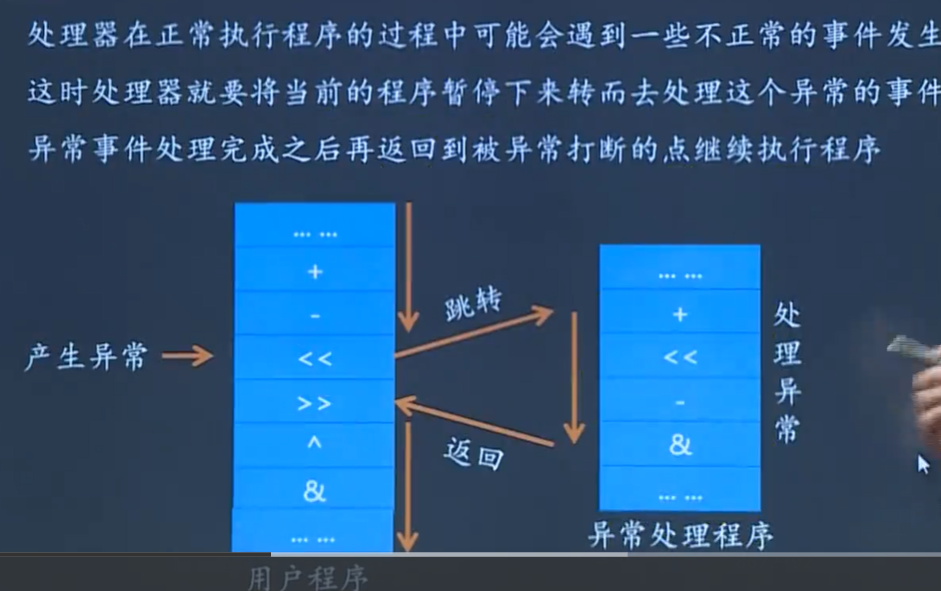 处理器在正常执行程序的过程中可能会遇到一些不正常的事件发生
这时处理器就要将当前的程序暂停下来转而去处理这个异常的事件
异常事件处理完成之后再返回到被异常打断的点继续执行程序
... ...
+
-
产生异常
<<
>>
^
&
... ...
用户程序
跳转
返回
... ...
+
<<
-
&
... ...
处理异常
异常处理程序